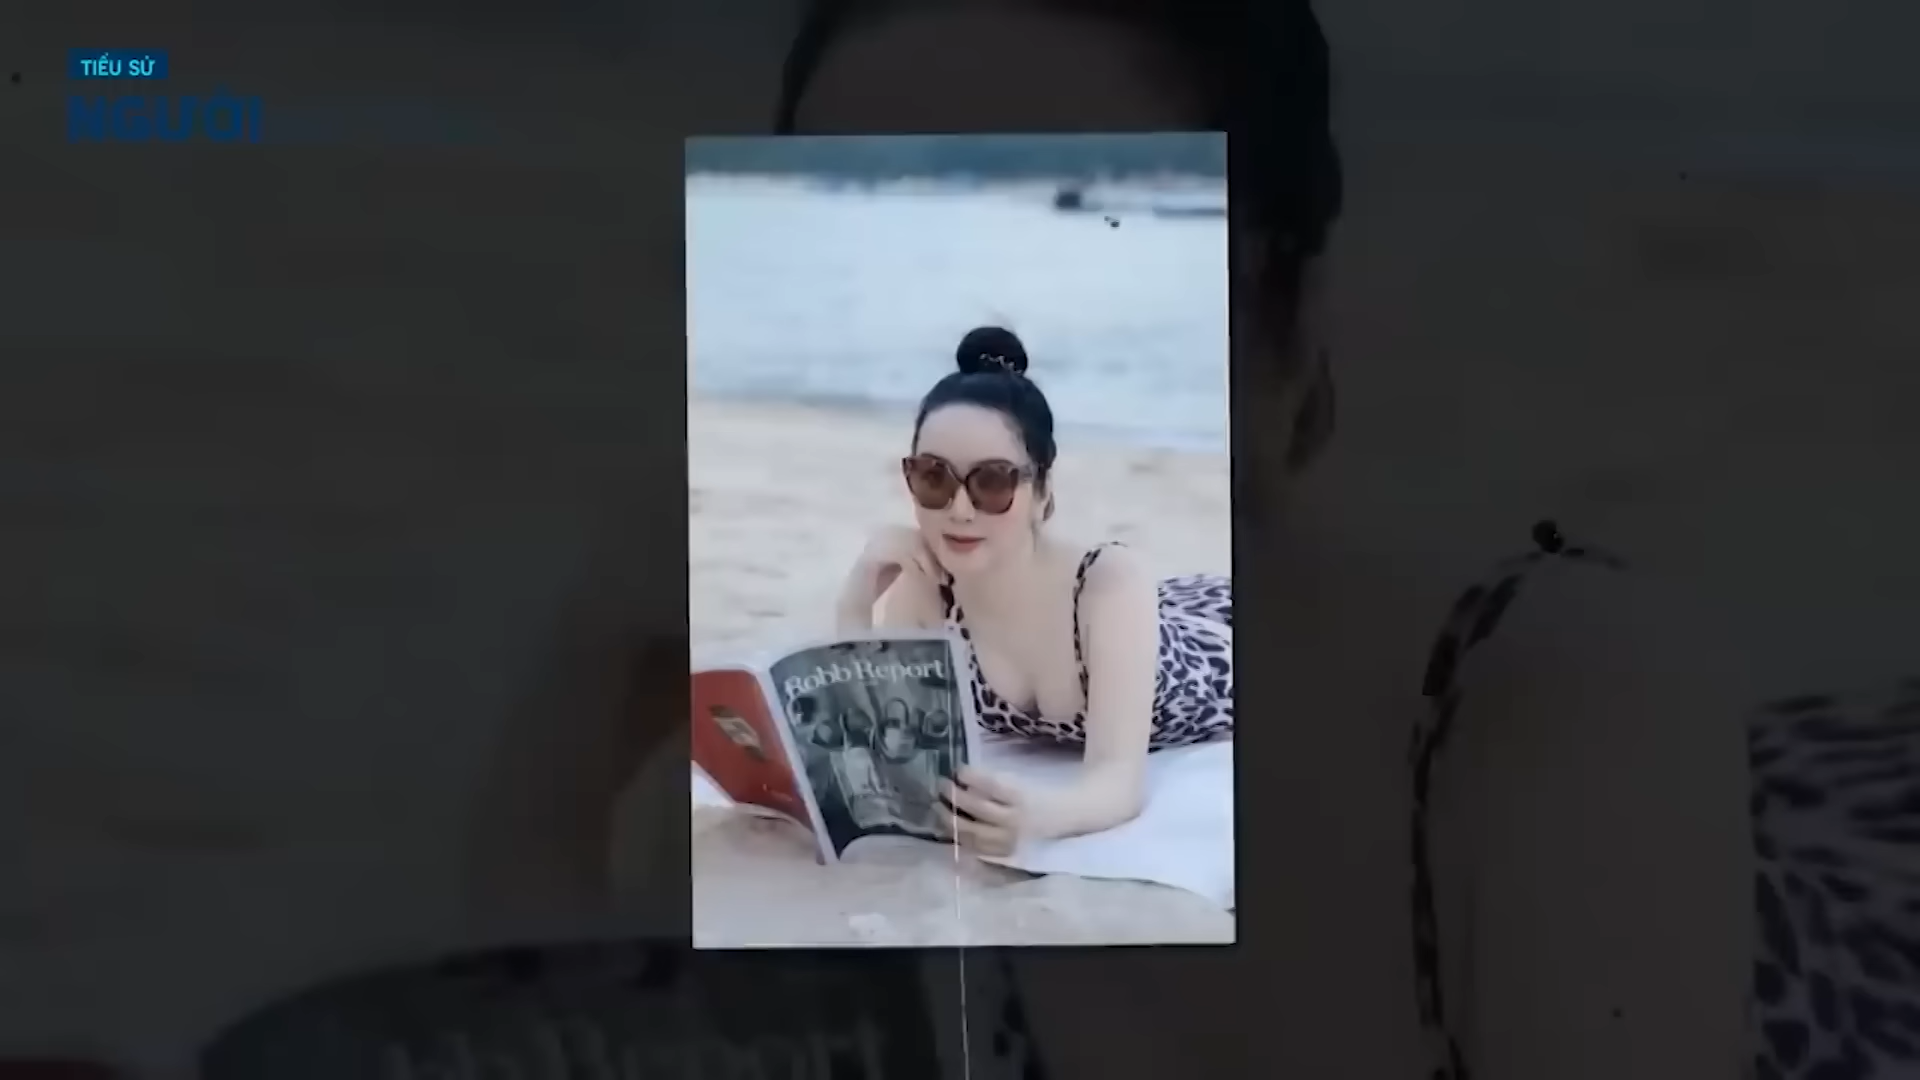 TIỂU SỬ
NGƯỜI
Robb Report